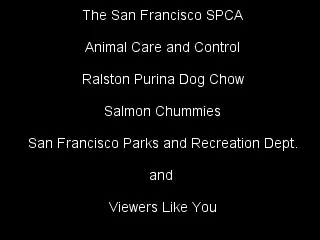 The San Francisco SPCA
Animal Care and Control
Ralston Purina Dog Chow
Salmon Chummies
San Francisco Parks and Recreation Dept.
and
Viewers Like You